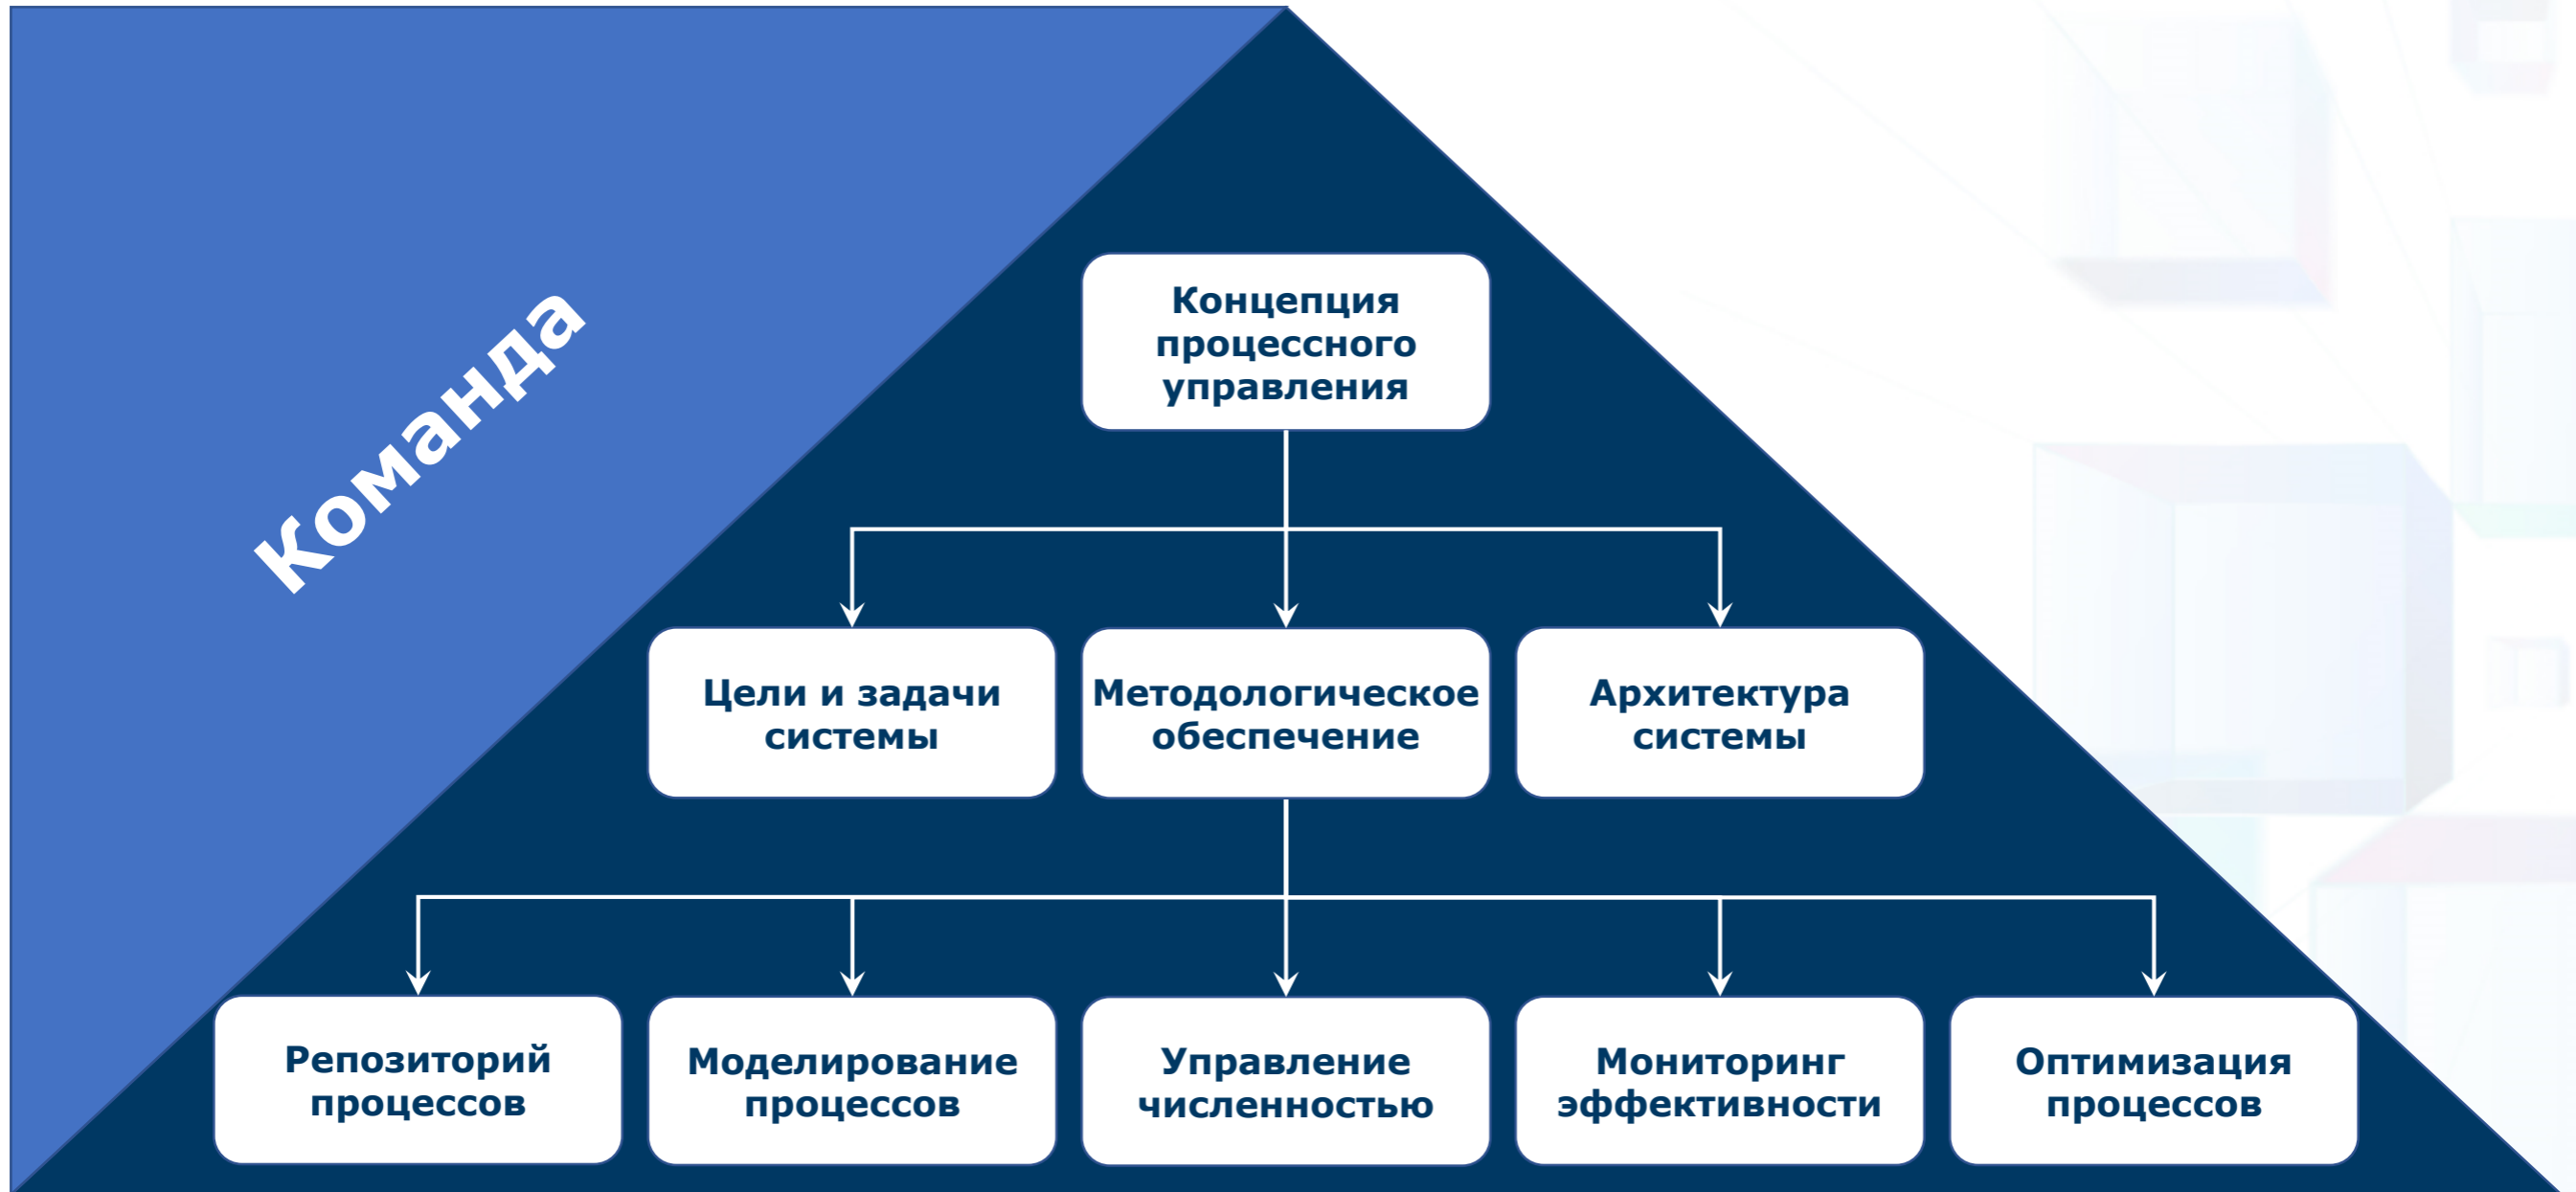 Команда
Концепция
процессного
управления
Цели и задачи
системы
Методологическое
обеспечение
Архитектура
системы
Репозиторий
процессов
Моделирование
процессов
Управление
численностью
Мониторинг
эффективности
Оптимизация
процессов